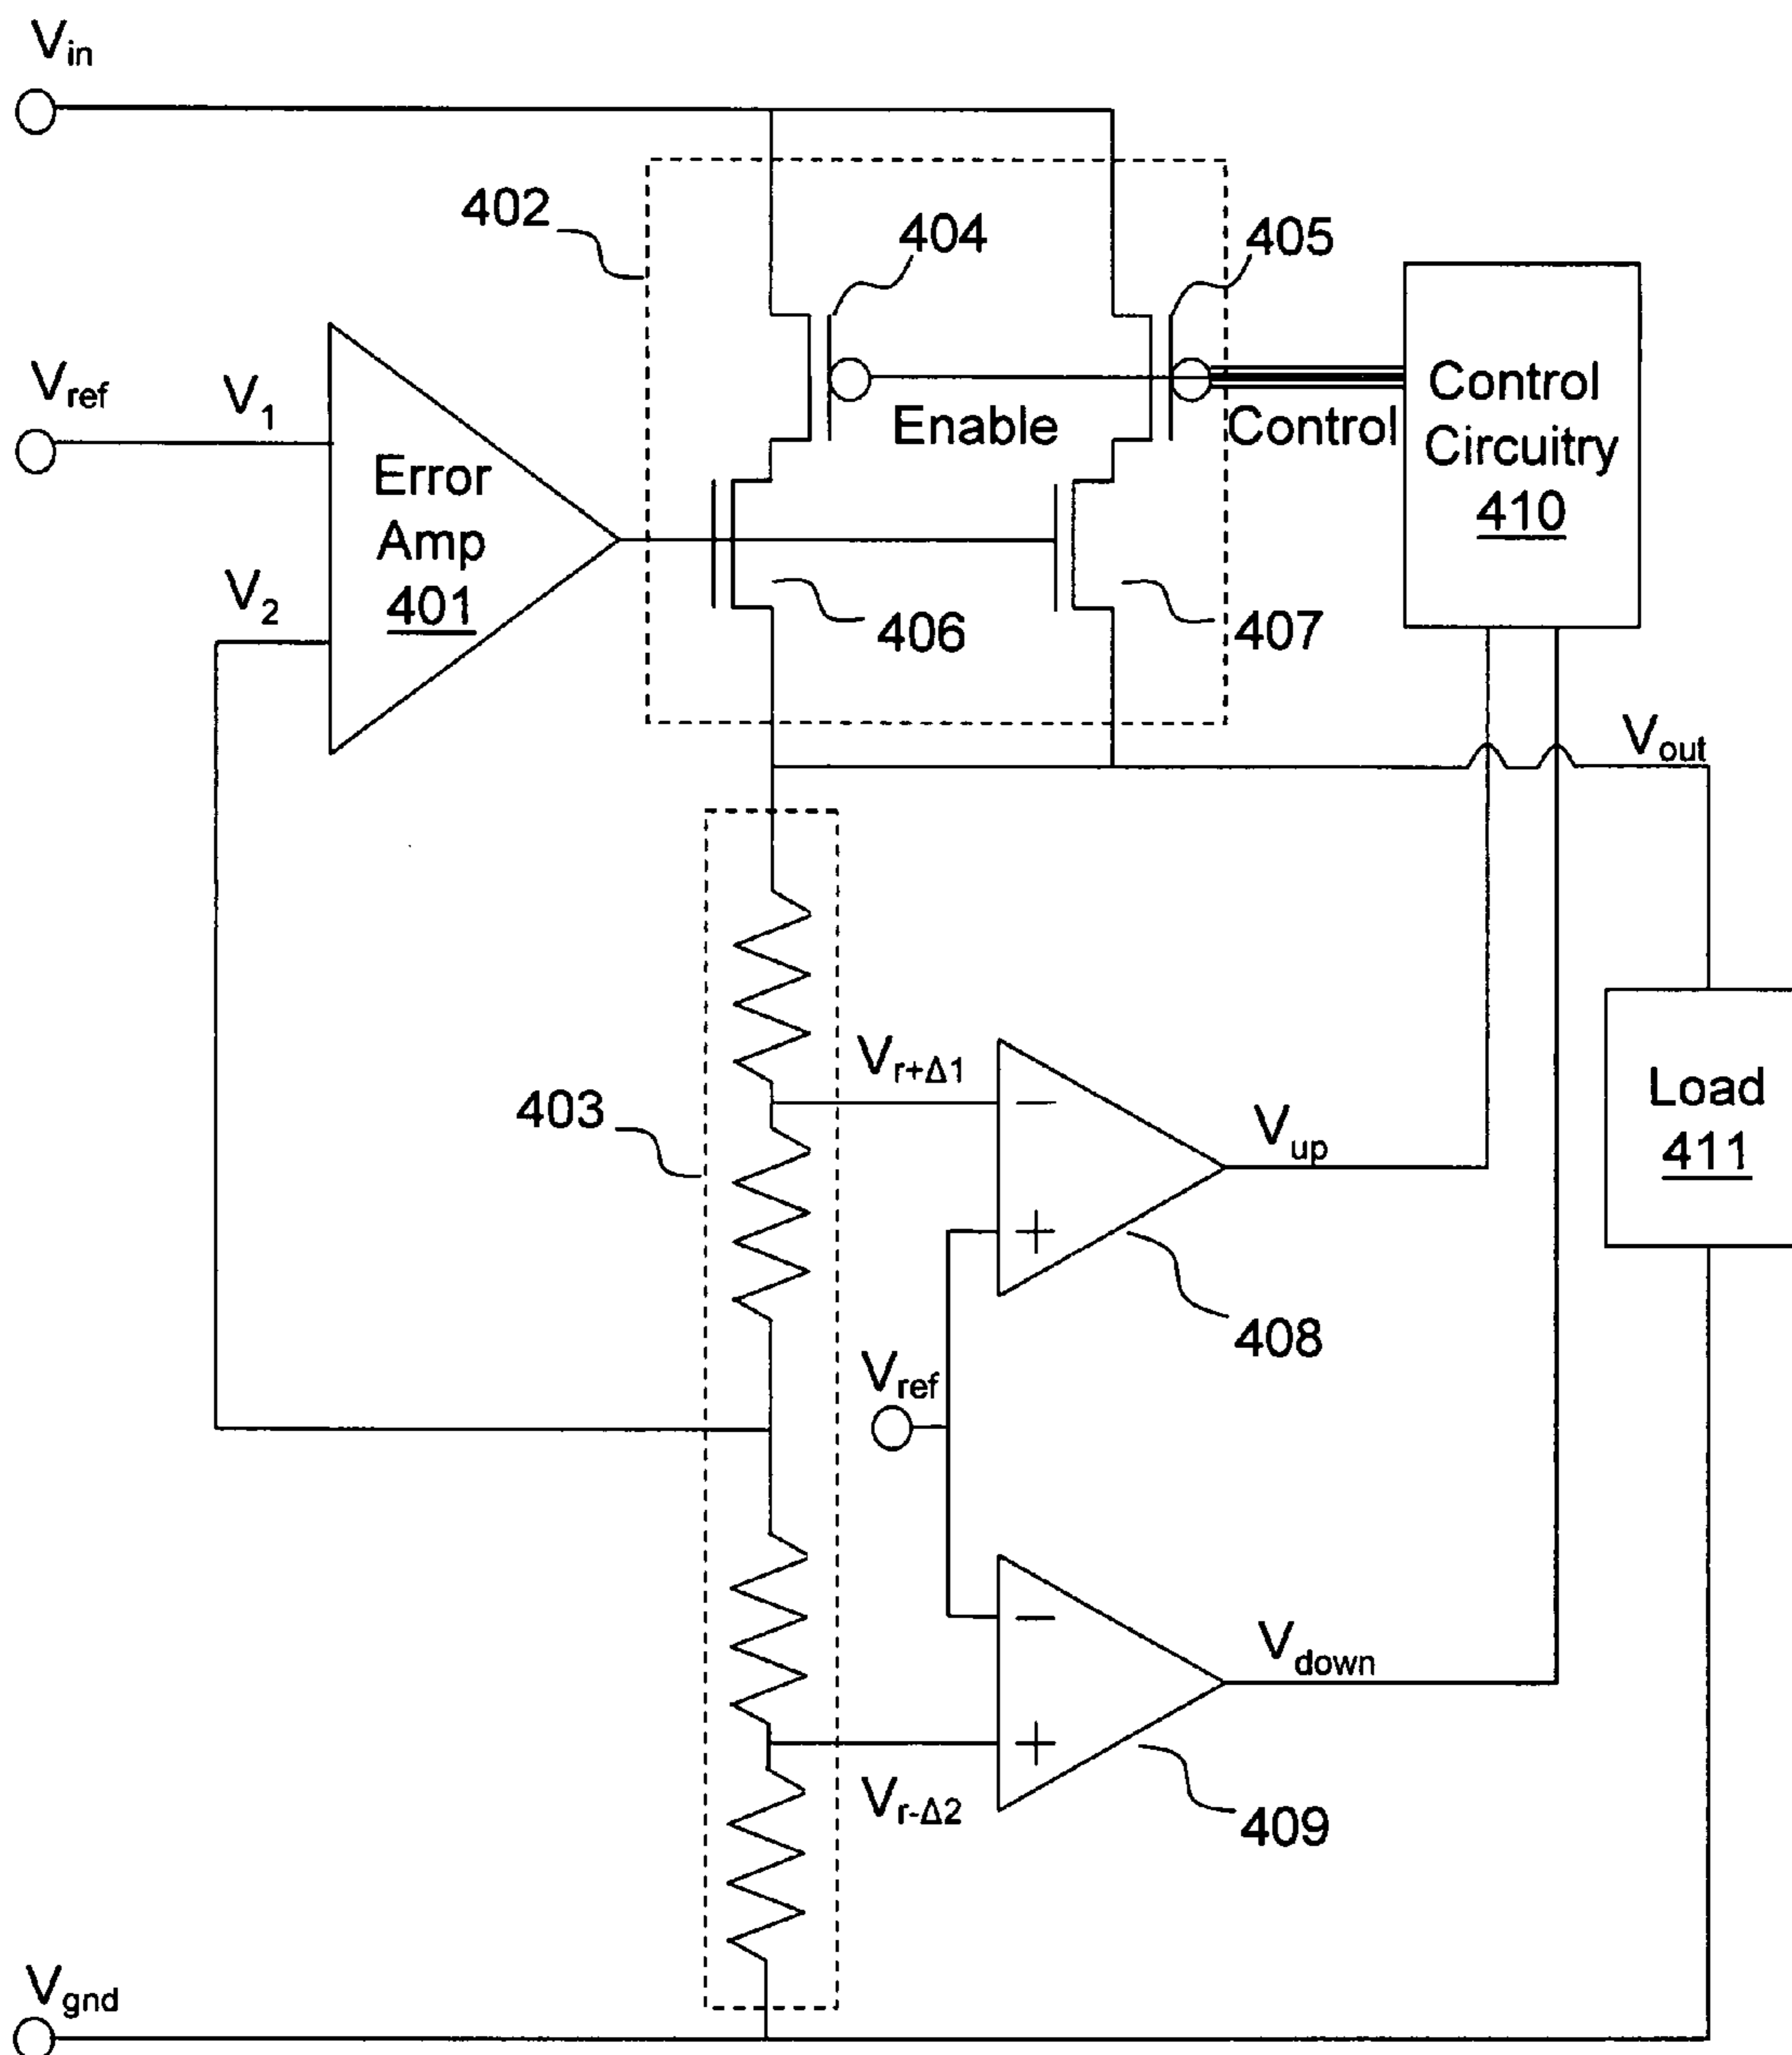 Vin
402
404
405
Vref
V1
Error
Amp
401
V2
Enable
Control
Control
Circuitry
410
406
407
Vout
403
Vr+Δ1
−
+
Vup
408
Load
411
Vref
−
+
Vdown
Vr-Δ2
409
Vgnd